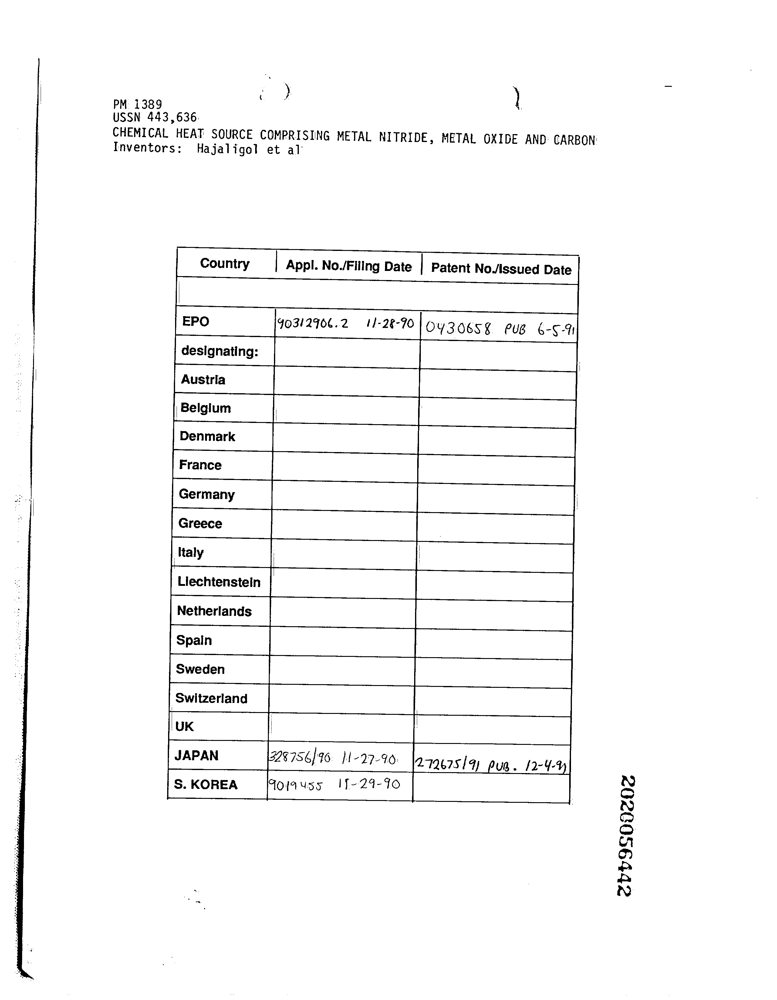 PM 1389
USSN 443,636
CHEMICAL HEAT SOURCE COMPRISING METAL NITRIDE, METAL OXIDE AND CARBON
Inventors: Hajaligol et al
Country Appl. No./Filing Date Patent No./Issued Date
EPO 90312906.2 11-28-90 0430658 PUB 6-5-91
designating:
Austria
Belgium
Denmark
France
Germany
Greece
Italy
Liechtenstein
Netherlands
Spain
Sweden
Switzerland
UK
JAPAN 328756/90 11-27-90 272675/91 PUB. 12-4-91
S. KOREA 9019455 11-29-90
2020056442